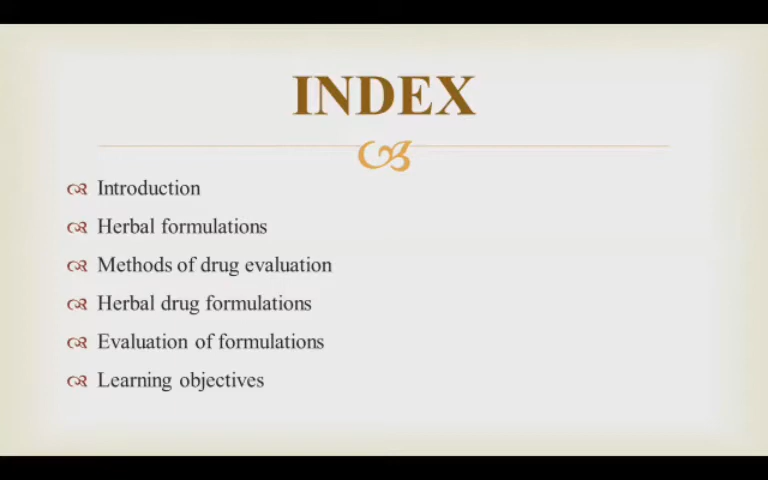 INDEX
Introduction
Herbal formulations
Methods of drug evaluation
Herbal drug formulations
Evaluation of formulations
Learning objectives